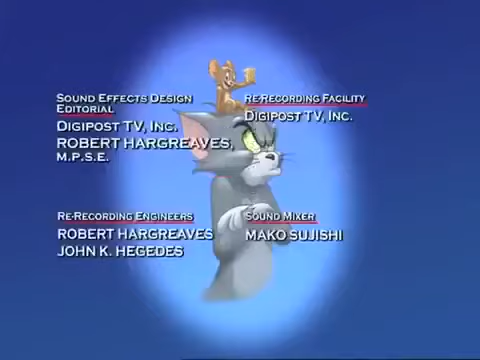 SOUND EFFECTS DESIGN
EDITORIAL
DIGIPOST TV, INC.
ROBERT HARGREAVES,
M.P.S.E.
RE-RECORDING FACILITY
DIGIPOST TV, INC.
RE-RECORDING ENGINEERS
ROBERT HARGREAVES
JOHN K. HEGEDES
SOUND MIXER
MAKO SUJISHI